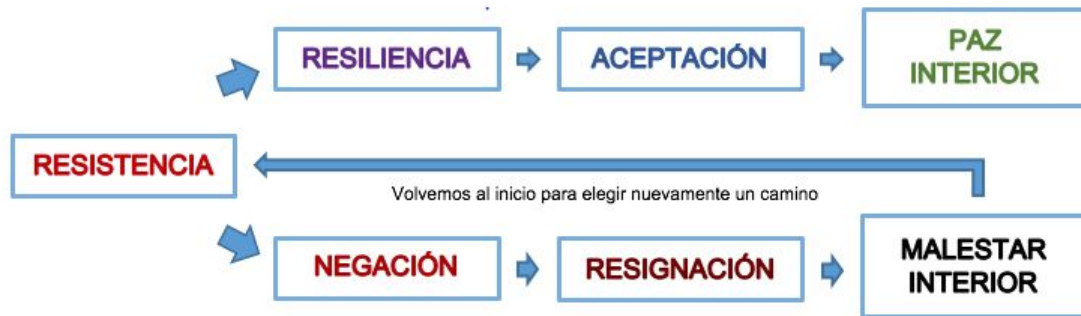 RESILIENCIA
ACEPTACIÓN
PAZ
INTERIOR
RESISTENCIA
Volvemos al inicio para elegir nuevamente un camino
NEGACIÓN
RESIGNACIÓN
MALESTAR
INTERIOR